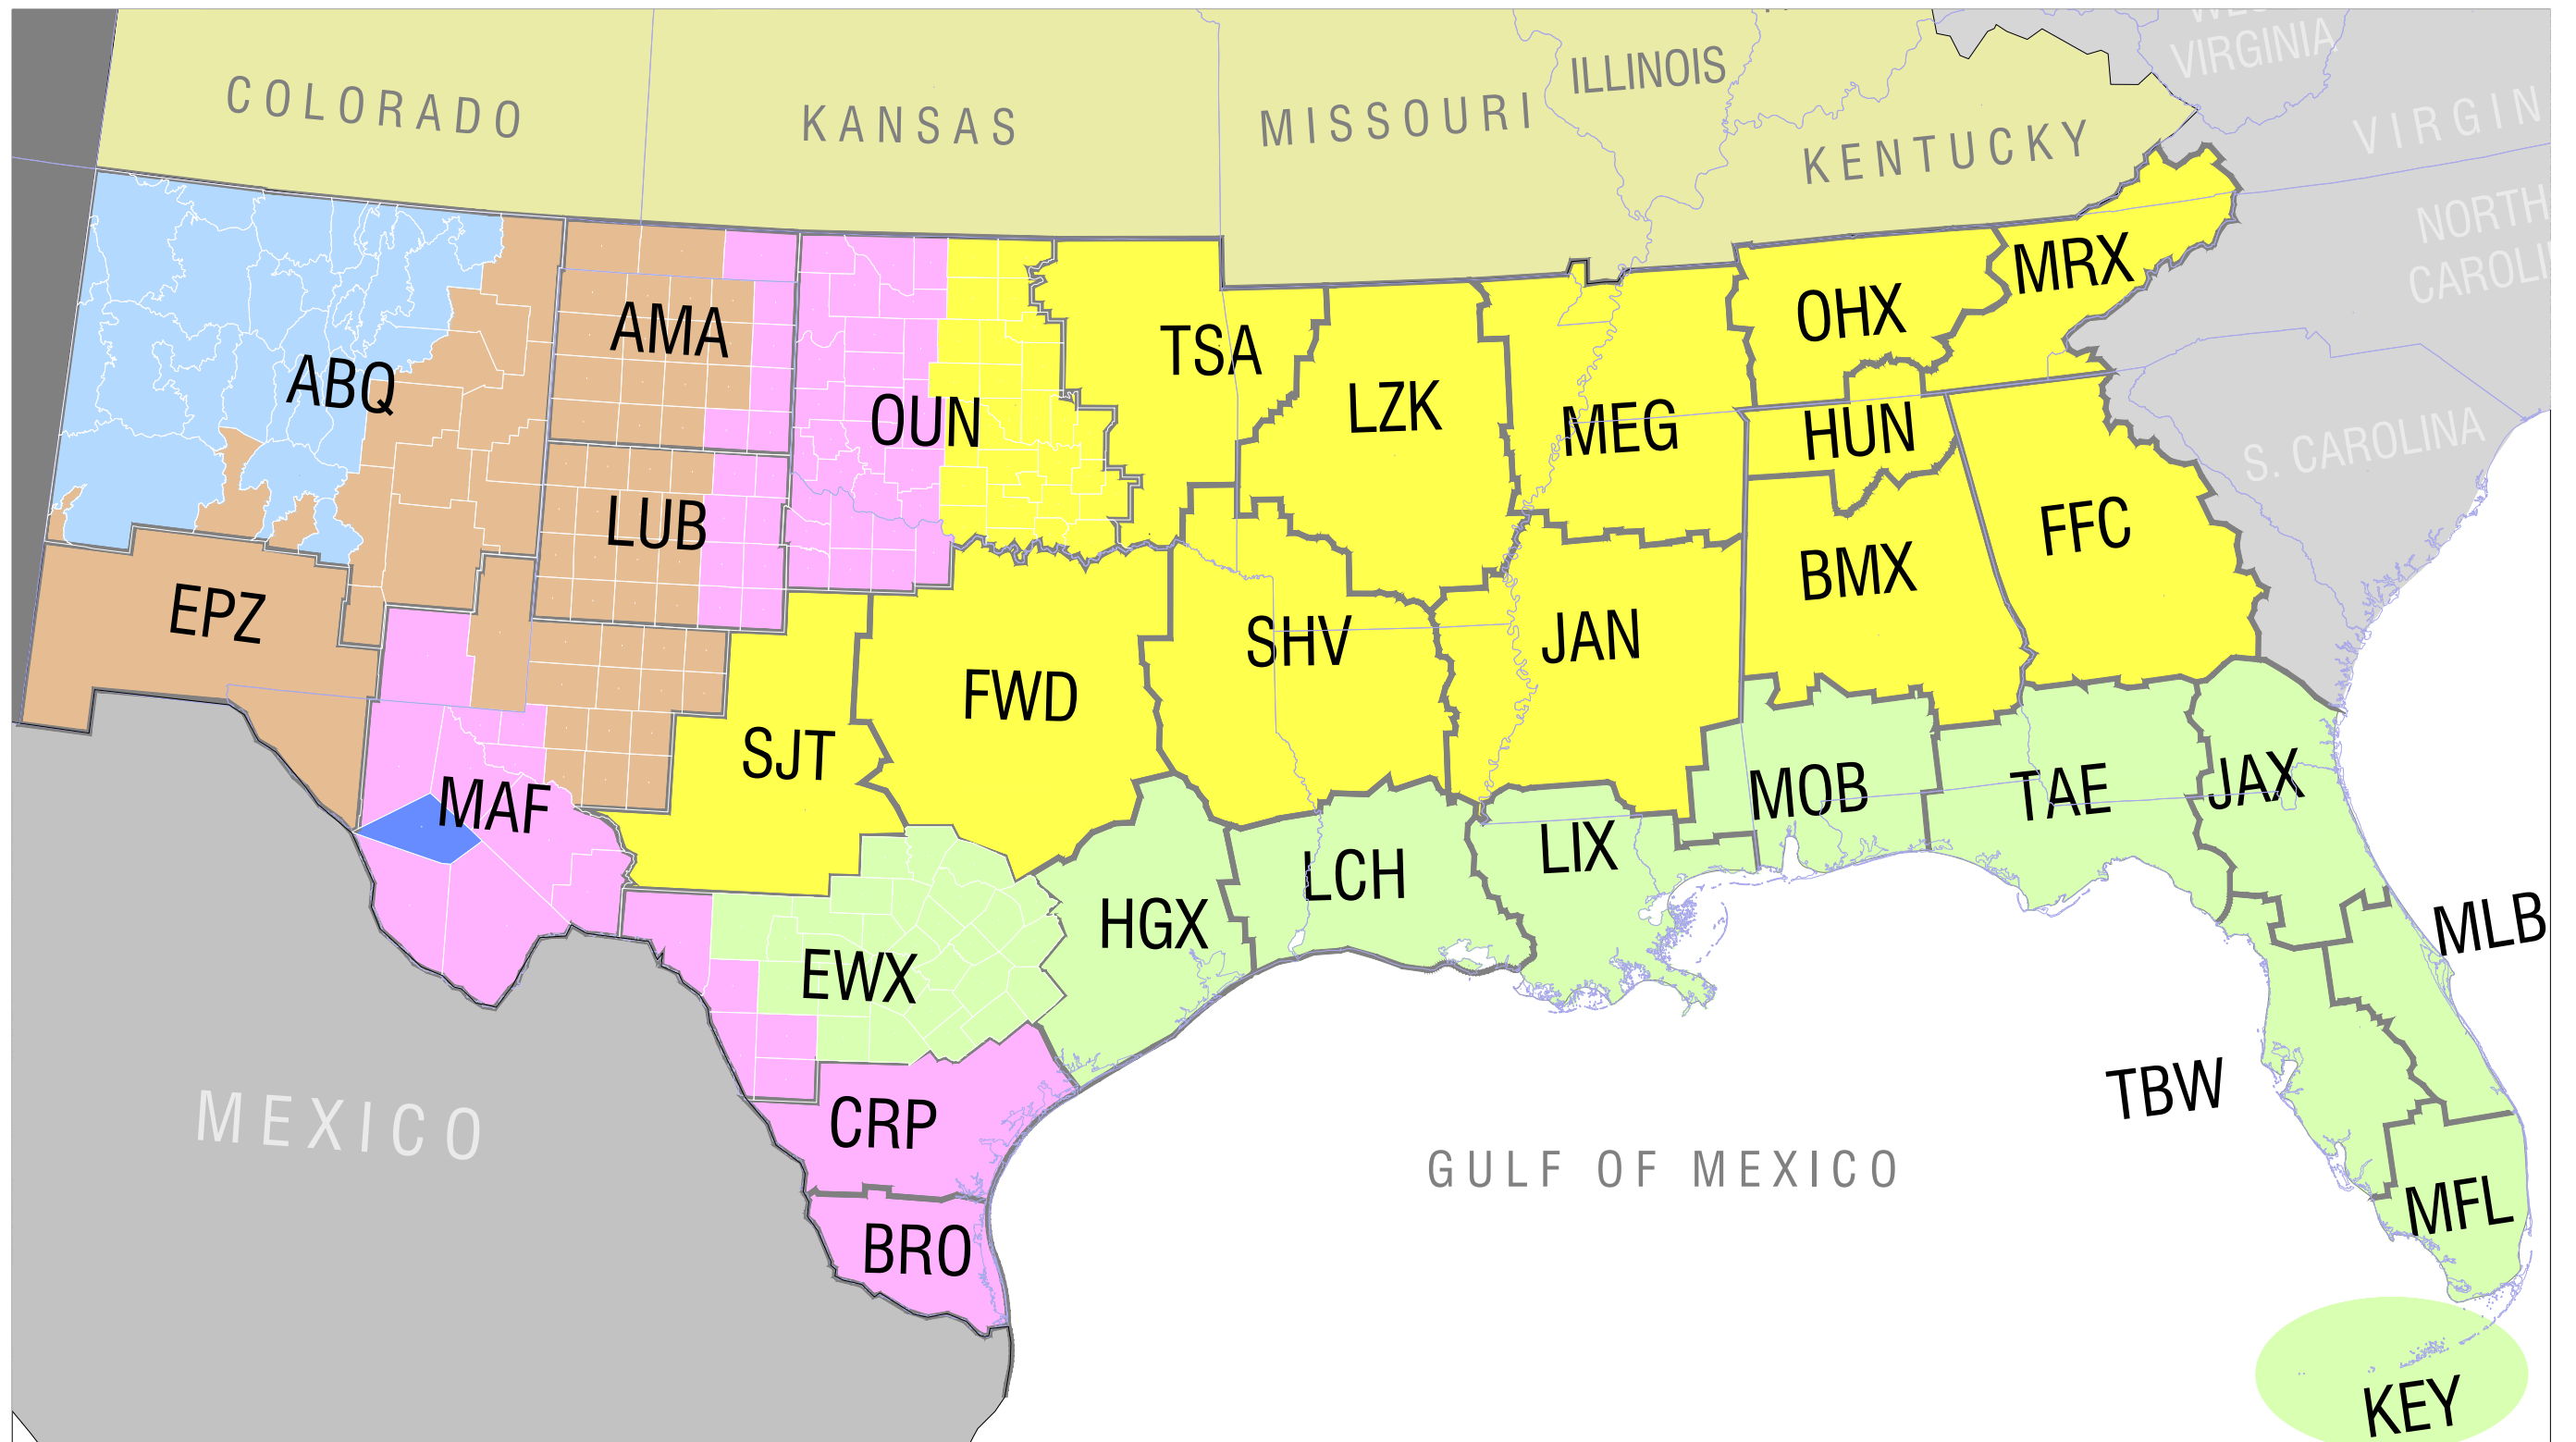 WEST
VIRGINIA
ILLINOIS
COLORADO
KANSAS
MISSOURI
KENTUCKY
VIRGIN
NORTH
CAROLI
MRX
OHX
AMA
TSA
ABQ
LZK
OUN
MEG
HUN
S. CAROLINA
LUB
FFC
BMX
EPZ
SHV
JAN
FWD
SJT
MAF
MOB
TAE
JAX
LIX
LCH
HGX
MLB
EWX
TBW
CRP
MEXICO
GULF OF MEXICO
MFL
BRO
KEY